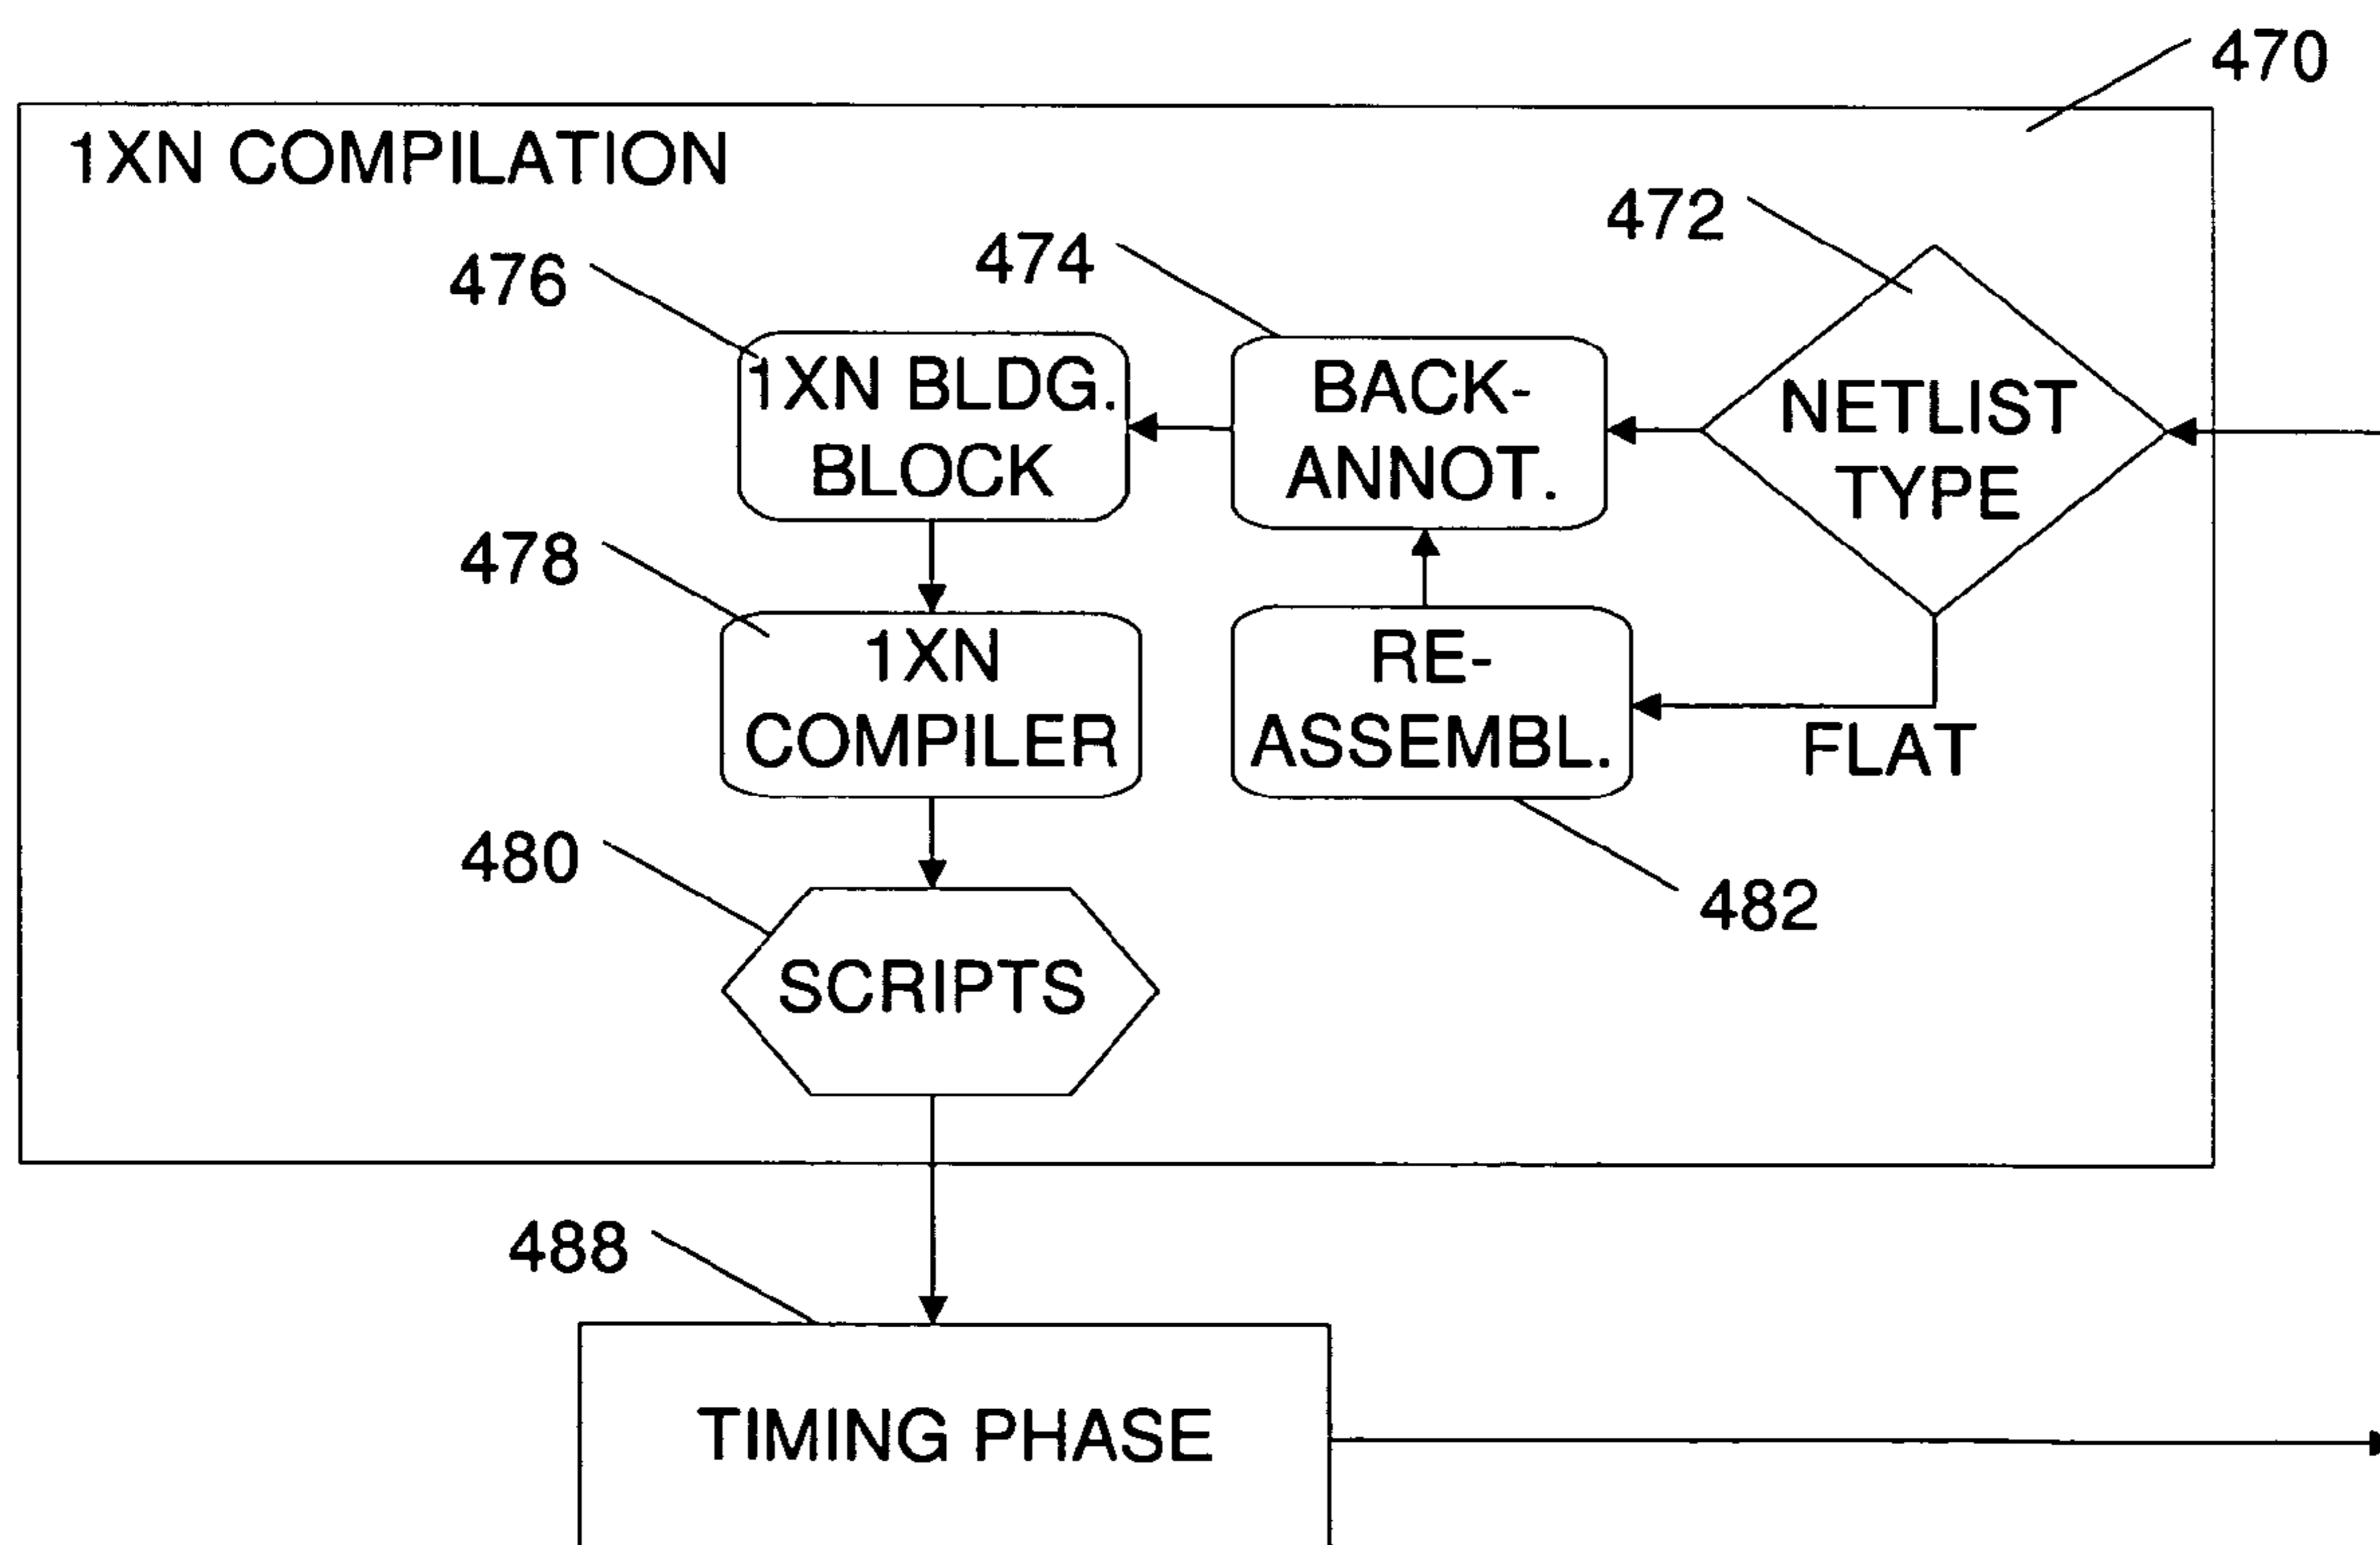 470
1XN COMPILATION
472
474
476
1XN BLDG.
BLOCK
BACK-
ANNOT.
NETLIST
TYPE
478
1XN
COMPILER
RE-
ASSEMBL.
FLAT
480
482
SCRIPTS
488
TIMING PHASE